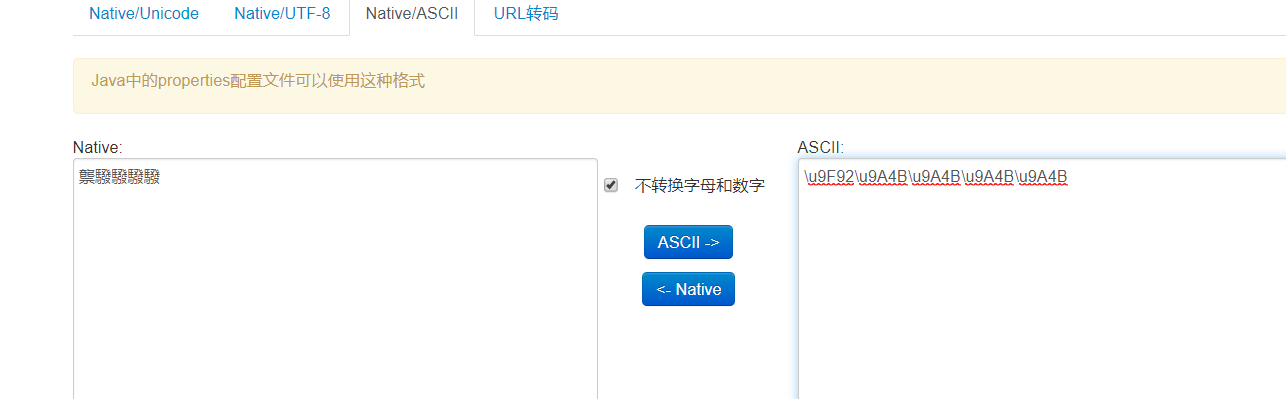 Native/Unicode Native/UTF-8 Native/ASCII URL转码
Java中的properties配置文件可以使用这种格式
Native: ASCII:
龒驋驋驋驋 不转换字母和数字 \u9F92\u9A4B\u9A4B\u9A4B\u9A4B
ASCII ->
<- Native